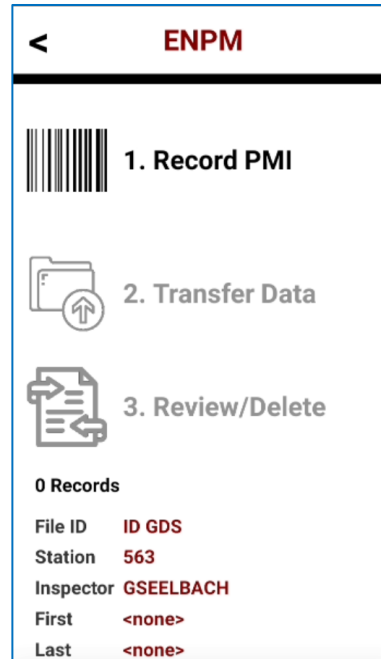 < ENPM
1. Record PMI
2. Transfer Data
3. Review/Delete
0 Records
File ID ID GDS
Station 563
Inspector GSEELBACH
First <none>
Last <none>